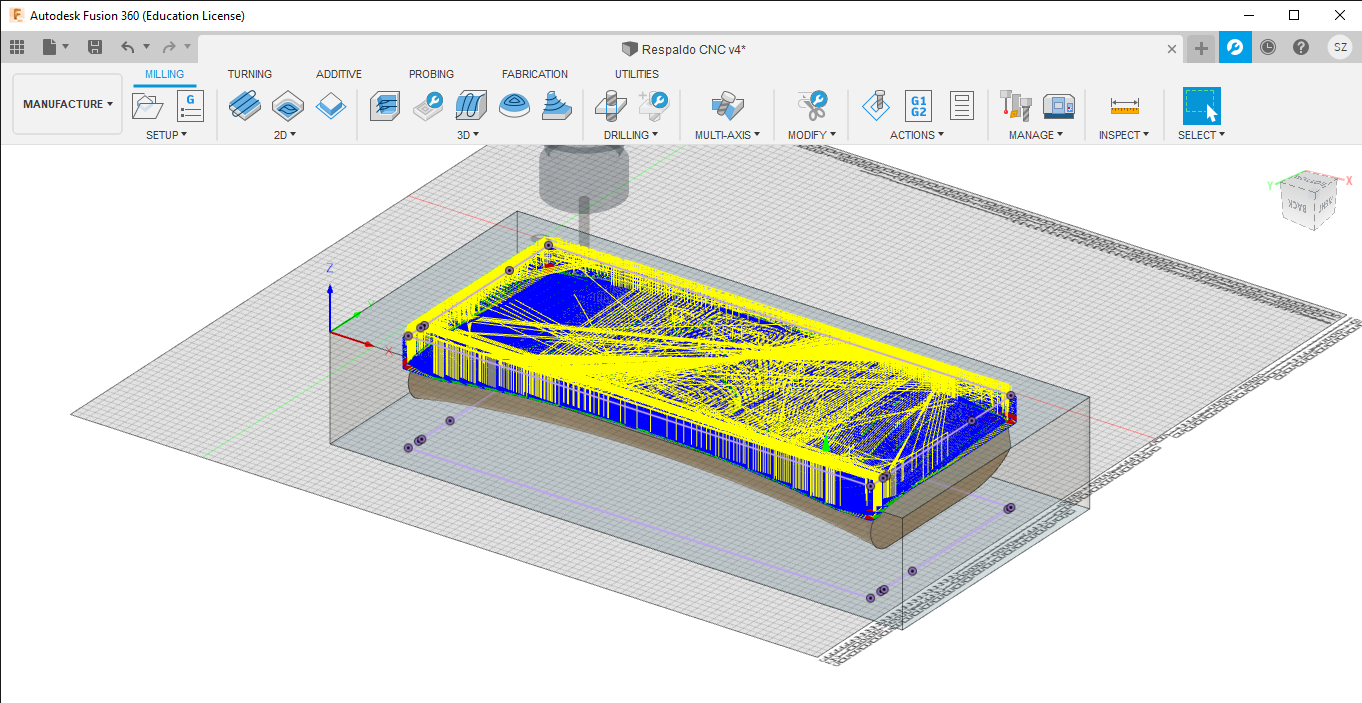 Autodesk Fusion 360 (Education License)
Respaldo CNC v4*
SZ
MILLING TURNING ADDITIVE PROBING FABRICATION UTILITIES
MANUFACTURE
G
G1
G2
SETUP 2D 3D DRILLING MULTI-AXIS MODIFY ACTIONS MANAGE INSPECT SELECT
Y X
BOTTOM
BACK
Z
Y
X